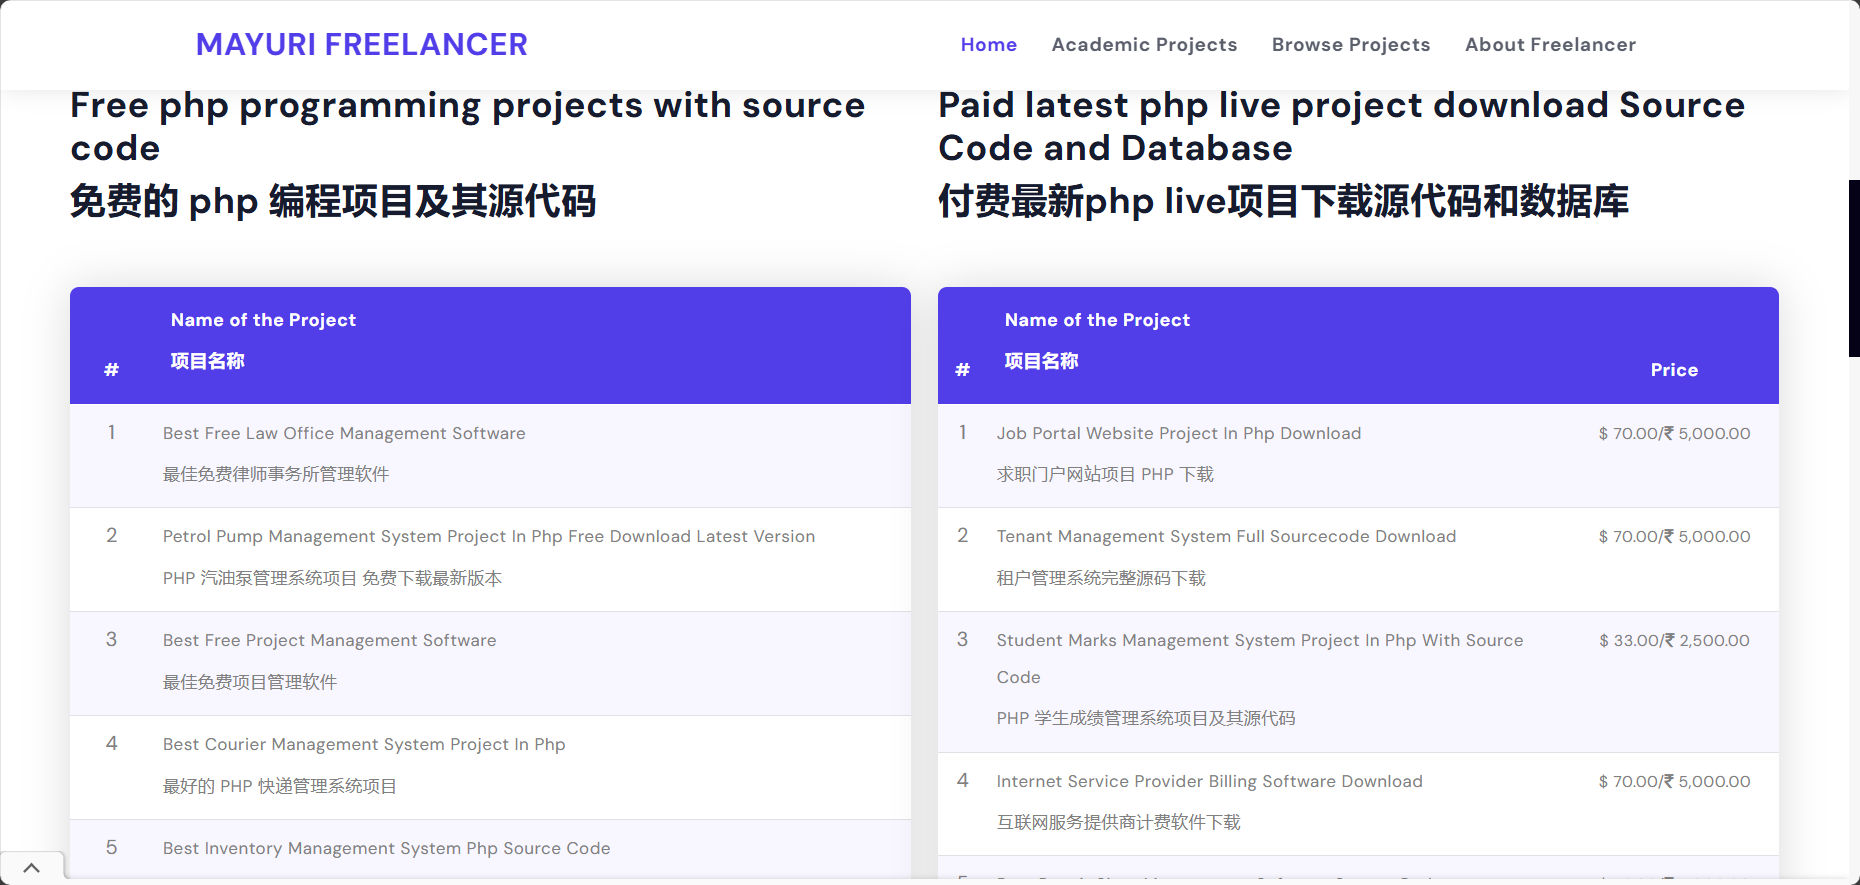 MAYURI FREELANCER
Home
Academic Projects
Browse Projects
About Freelancer
Free php programming projects with source
code
免费的 php 编程项目及其源代码
# Name of the Project
项目名称
1 Best Free Law Office Management Software
最佳免费律师事务所管理软件
2 Petrol Pump Management System Project In Php Free Download Latest Version
PHP 汽油泵管理系统项目 免费下载最新版本
3 Best Free Project Management Software
最佳免费项目管理软件
4 Best Courier Management System Project In Php
最好的 PHP 快递管理系统项目
5 Best Inventory Management System Php Source Code
Paid latest php live project download Source
Code and Database
付费最新php live项目下载源代码和数据库
# Name of the Project
项目名称
Price
1 Job Portal Website Project In Php Download $ 70.00/₹ 5,000.00
求职门户网站项目 PHP 下载
2 Tenant Management System Full Sourcecode Download $ 70.00/₹ 5,000.00
租户管理系统完整源码下载
3 Student Marks Management System Project In Php With Source $ 33.00/₹ 2,500.00
Code
PHP 学生成绩管理系统项目及其源代码
4 Internet Service Provider Billing Software Download $ 70.00/₹ 5,000.00
互联网服务提供商计费软件下载